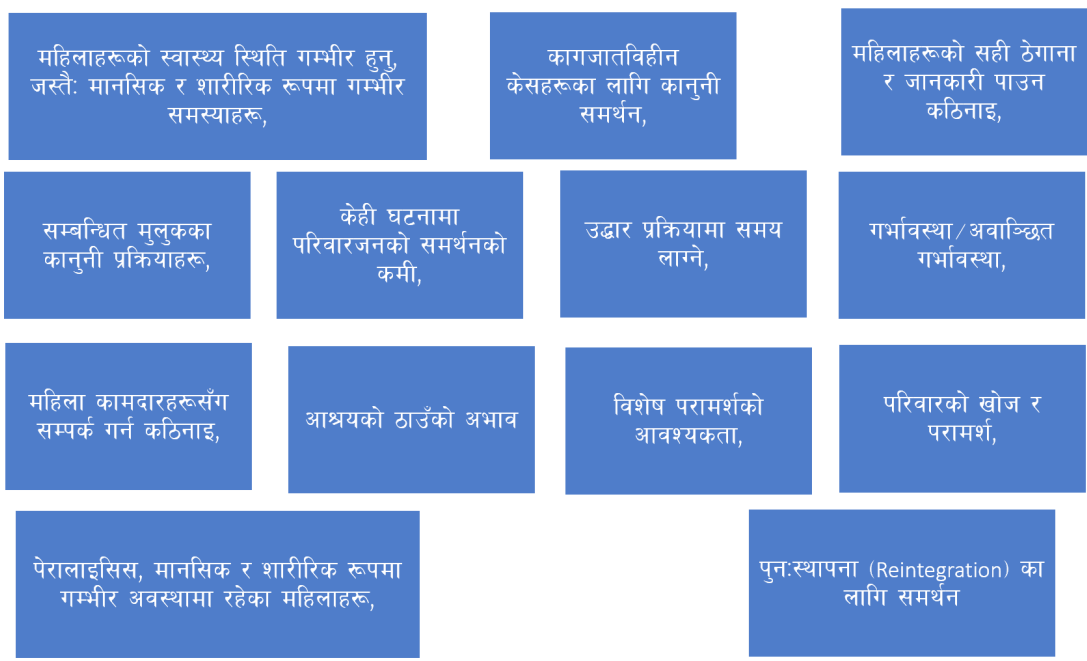 महिलाहरूको स्वास्थ्य स्थिति गम्भीर हुनु,
जस्तै: मानसिक र शारीरिक रूपमा गम्भीर
समस्याहरू,
कागजातविहीन
केसहरूका लागि कानुनी
समर्थन,
महिलाहरूको सही ठेगाना
र जानकारी पाउन
कठिनाइ,
सम्बन्धित मुलुकका
कानुनी प्रक्रियाहरू,
केही घटनामा
परिवारजनको समर्थनको
कमी,
उद्धार प्रक्रियामा समय
लाग्ने,
गर्भावस्था/अवाञ्छित
गर्भावस्था,
महिला कामदारहरूसँग
सम्पर्क गर्न कठिनाइ,
आश्रयको ठाउँको अभाव
विशेष परामर्शको
आवश्यकता,
परिवारको खोज र
परामर्श,
पेरालाइसिस, मानसिक र शारीरिक रूपमा
गम्भीर अवस्थामा रहेका महिलाहरू,
पुन:स्थापना (Reintegration) का
लागि समर्थन